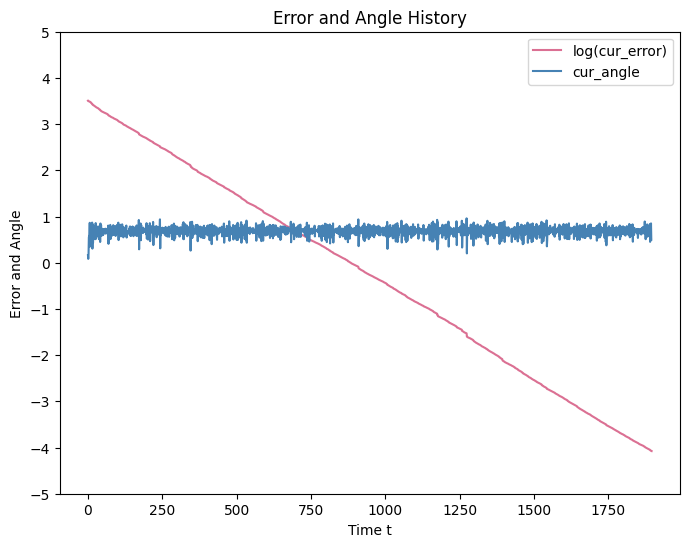 Error and Angle History
log(cur_error)
cur_angle
Error and Angle
5
4
3
2
1
0
−1
−2
−3
−4
−5
0 250 500 750 1000 1250 1500 1750
Time t